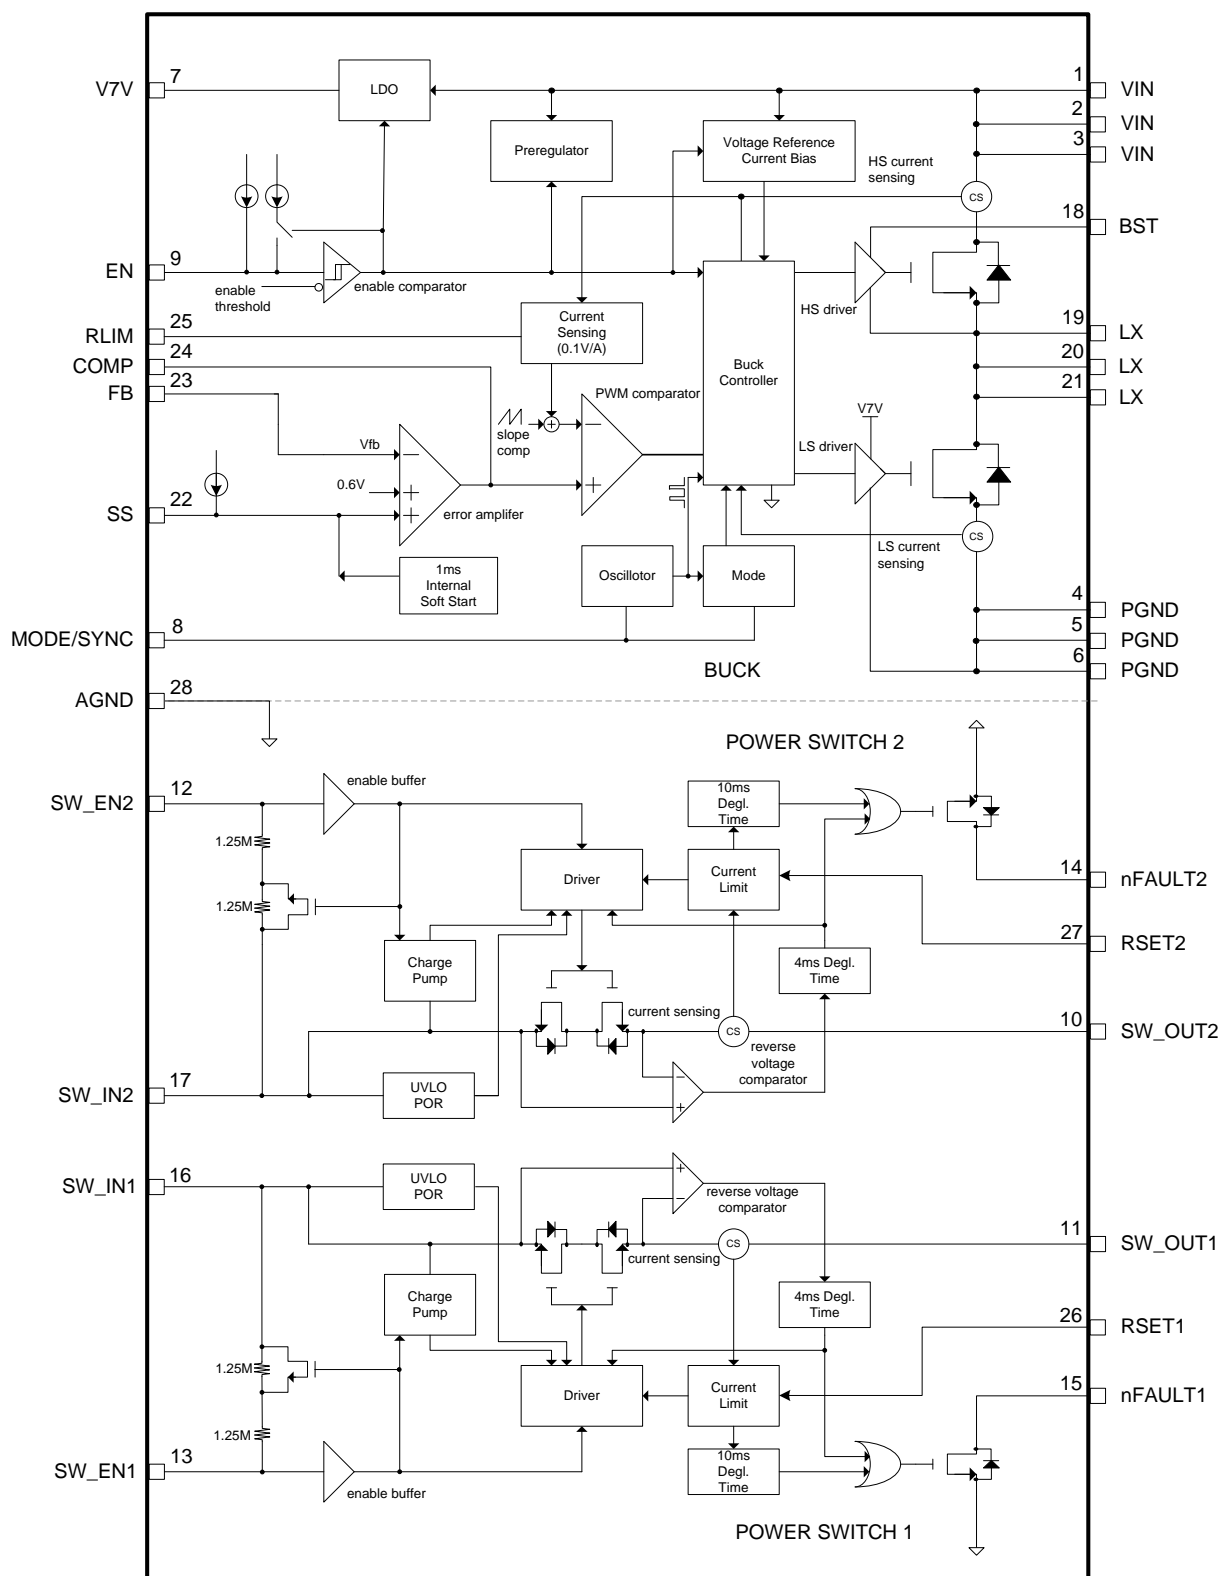 V7V
7
LDO
1
VIN
2
VIN
3
VIN
Preregulator
Voltage Reference
Current Bias
HS current
sensing
CS
18
BST
EN
9
enable
threshold
enable comparator
HS driver
RLIM
25
Current
Sensing
(0.1V/A)
19
LX
COMP
24
20
LX
FB
23
21
LX
Buck
Controller
PWM comparator
slope
comp
V7V
LS driver
Vfb
0.6V
error amplifer
SS
22
CS
LS current
sensing
1ms
Internal
Soft Start
Oscillotor
Mode
4
PGND
MODE/SYNC
8
5
PGND
6
PGND
BUCK
AGND
28
POWER SWITCH 2
SW_EN2
12
enable buffer
10ms
Degl.
Time
1.25M
1.25M
Driver
Current
Limit
14
nFAULT2
27
RSET2
Charge
Pump
4ms Degl.
Time
current sensing
CS
10
SW_OUT2
reverse
voltage
comparator
SW_IN2
17
UVLO
POR
SW_IN1
16
UVLO
POR
reverse voltage
comparator
current sensing
CS
11
SW_OUT1
Charge
Pump
4ms Degl.
Time
26
RSET1
1.25M
1.25M
Driver
Current
Limit
15
nFAULT1
10ms
Degl.
Time
SW_EN1
13
enable buffer
POWER SWITCH 1